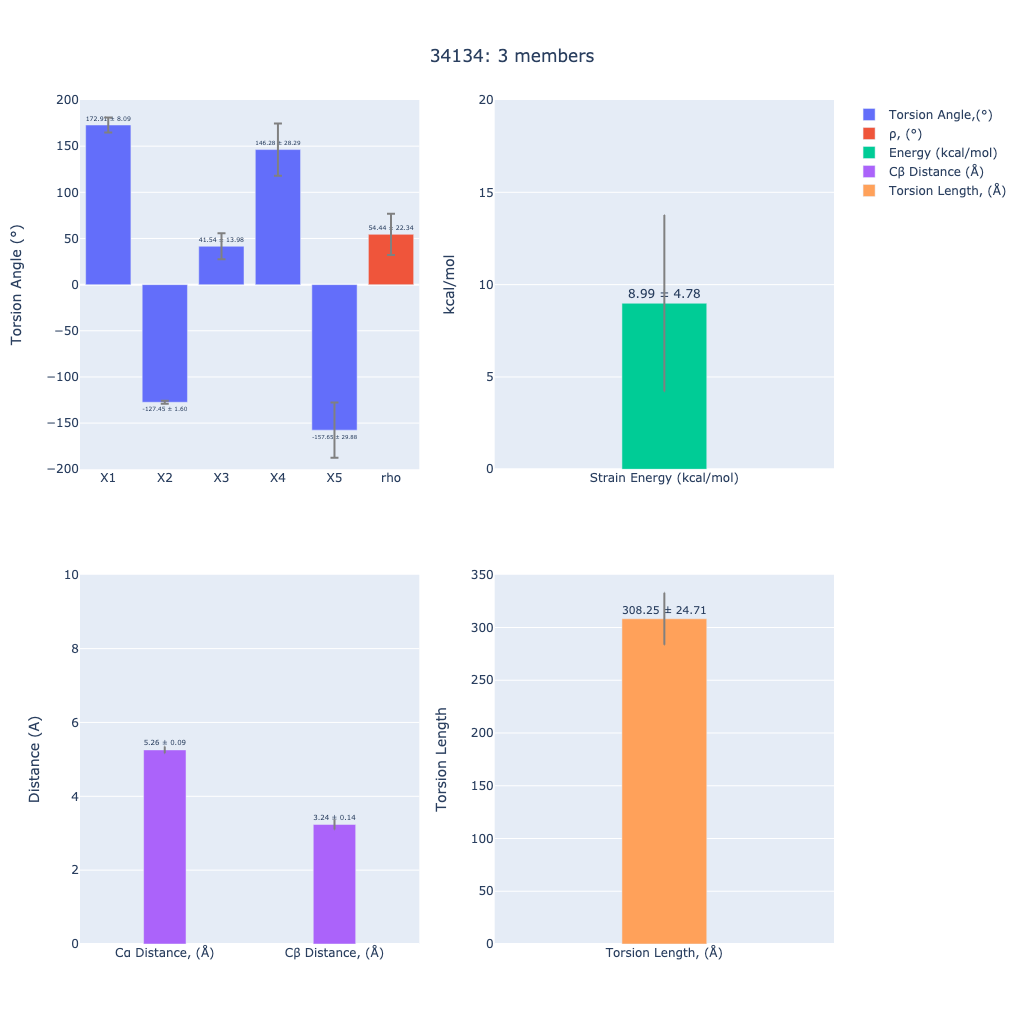 34134: 3 members
Torsion Angle (°)
200
150
100
50
0
−50
−100
−150
−200
172.91 ± 8.09
-127.45 ± 1.60
41.54 ± 13.98
146.28 ± 28.29
-157.65 ± 29.88
54.44 ± 22.34
X1 X2 X3 X4 X5 rho
kcal/mol
20
15
10
5
0
8.99 ± 4.78
Strain Energy (kcal/mol)
Torsion Angle,(°)
ρ, (°)
Energy (kcal/mol)
Cβ Distance (Å)
Torsion Length, (Å)
Distance (A)
10
8
6
4
2
0
5.26 ± 0.09
3.24 ± 0.14
Cα Distance, (Å) Cβ Distance, (Å)
Torsion Length
350
300
250
200
150
100
50
0
308.25 ± 24.71
Torsion Length, (Å)